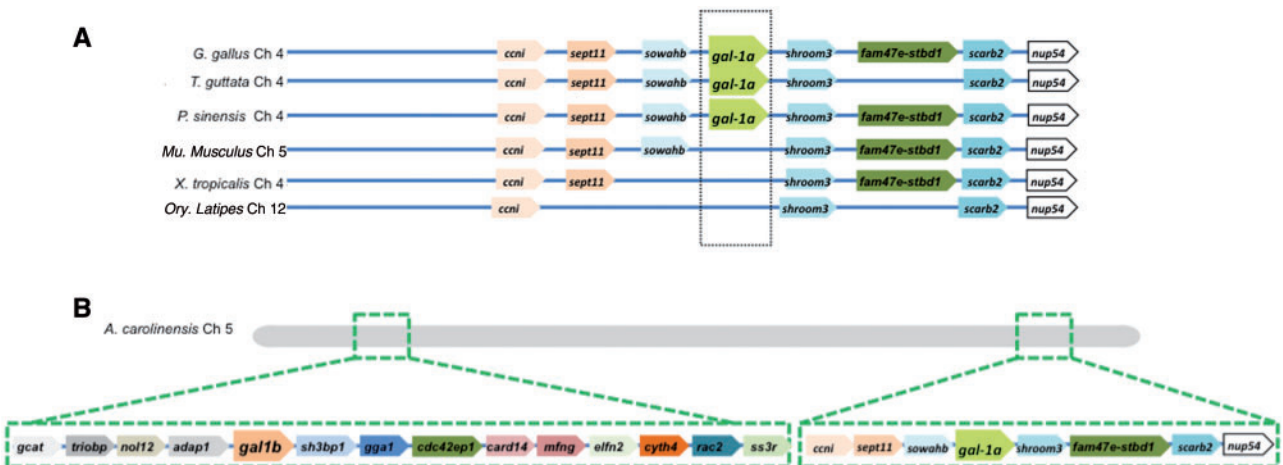 A
G. gallus Ch 4 ccni sept11 sowahb gal-1a shroom3 fam47e-stbd1 scarb2 nup54
T. guttata Ch 4 ccni sept11 sowahb gal-1a shroom3 scarb2 nup54
P. sinensis Ch 4 ccni sept11 sowahb gal-1a shroom3 fam47e-stbd1 scarb2 nup54
Mu. Musculus Ch 5 ccni sept11 sowahb shroom3 fam47e-stbd1 scarb2 nup54
X. tropicalis Ch 4 ccni sept11 shroom3 fam47e-stbd1 scarb2 nup54
Ory. Latipes Ch 12 ccni shroom3 scarb2 nup54
B
A. carolinensis Ch 5
gcat triobp nol12 adap1 gal1b sh3bp1 gga1 cdc42ep1 card14 mfng elfn2 cyth4 rac2 ss3r
ccni sept11 sowahb gal-1a shroom3 fam47e-stbd1 scarb2 nup54